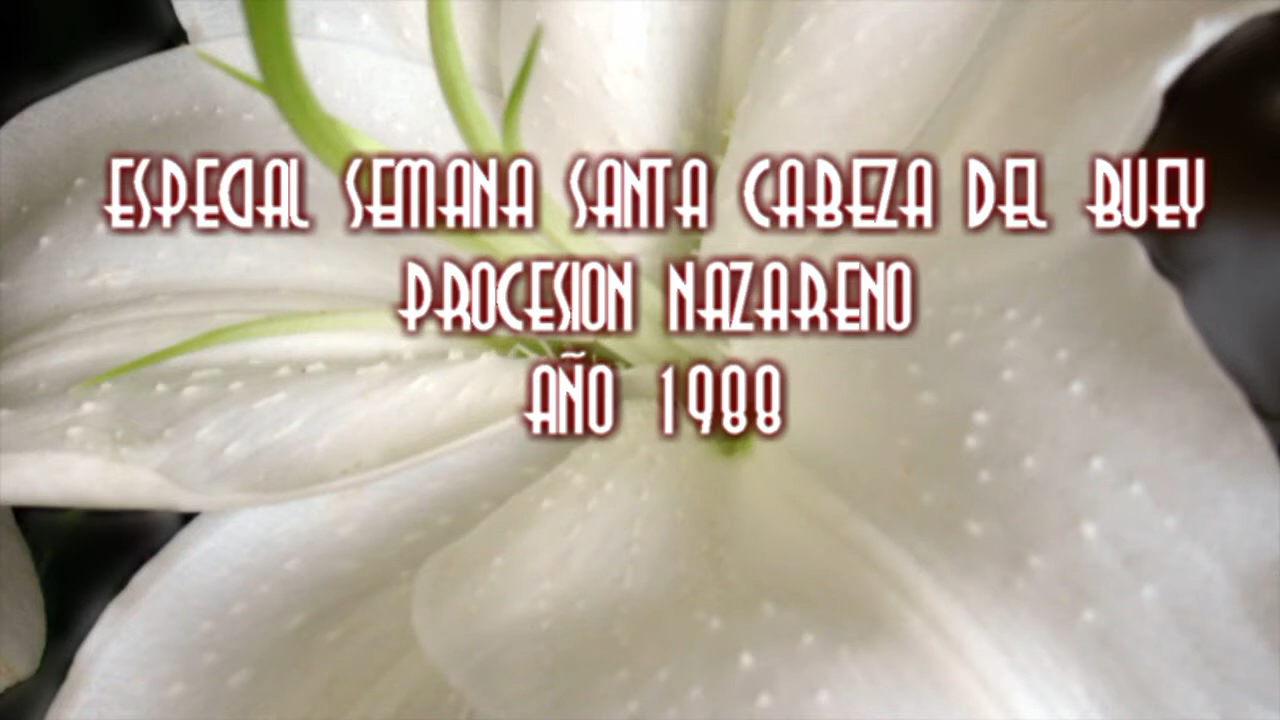 ESPECIAL SEMANA SANTA CABEZA DEL BUEY
PROCESION NAZARENO
AÑO 1988